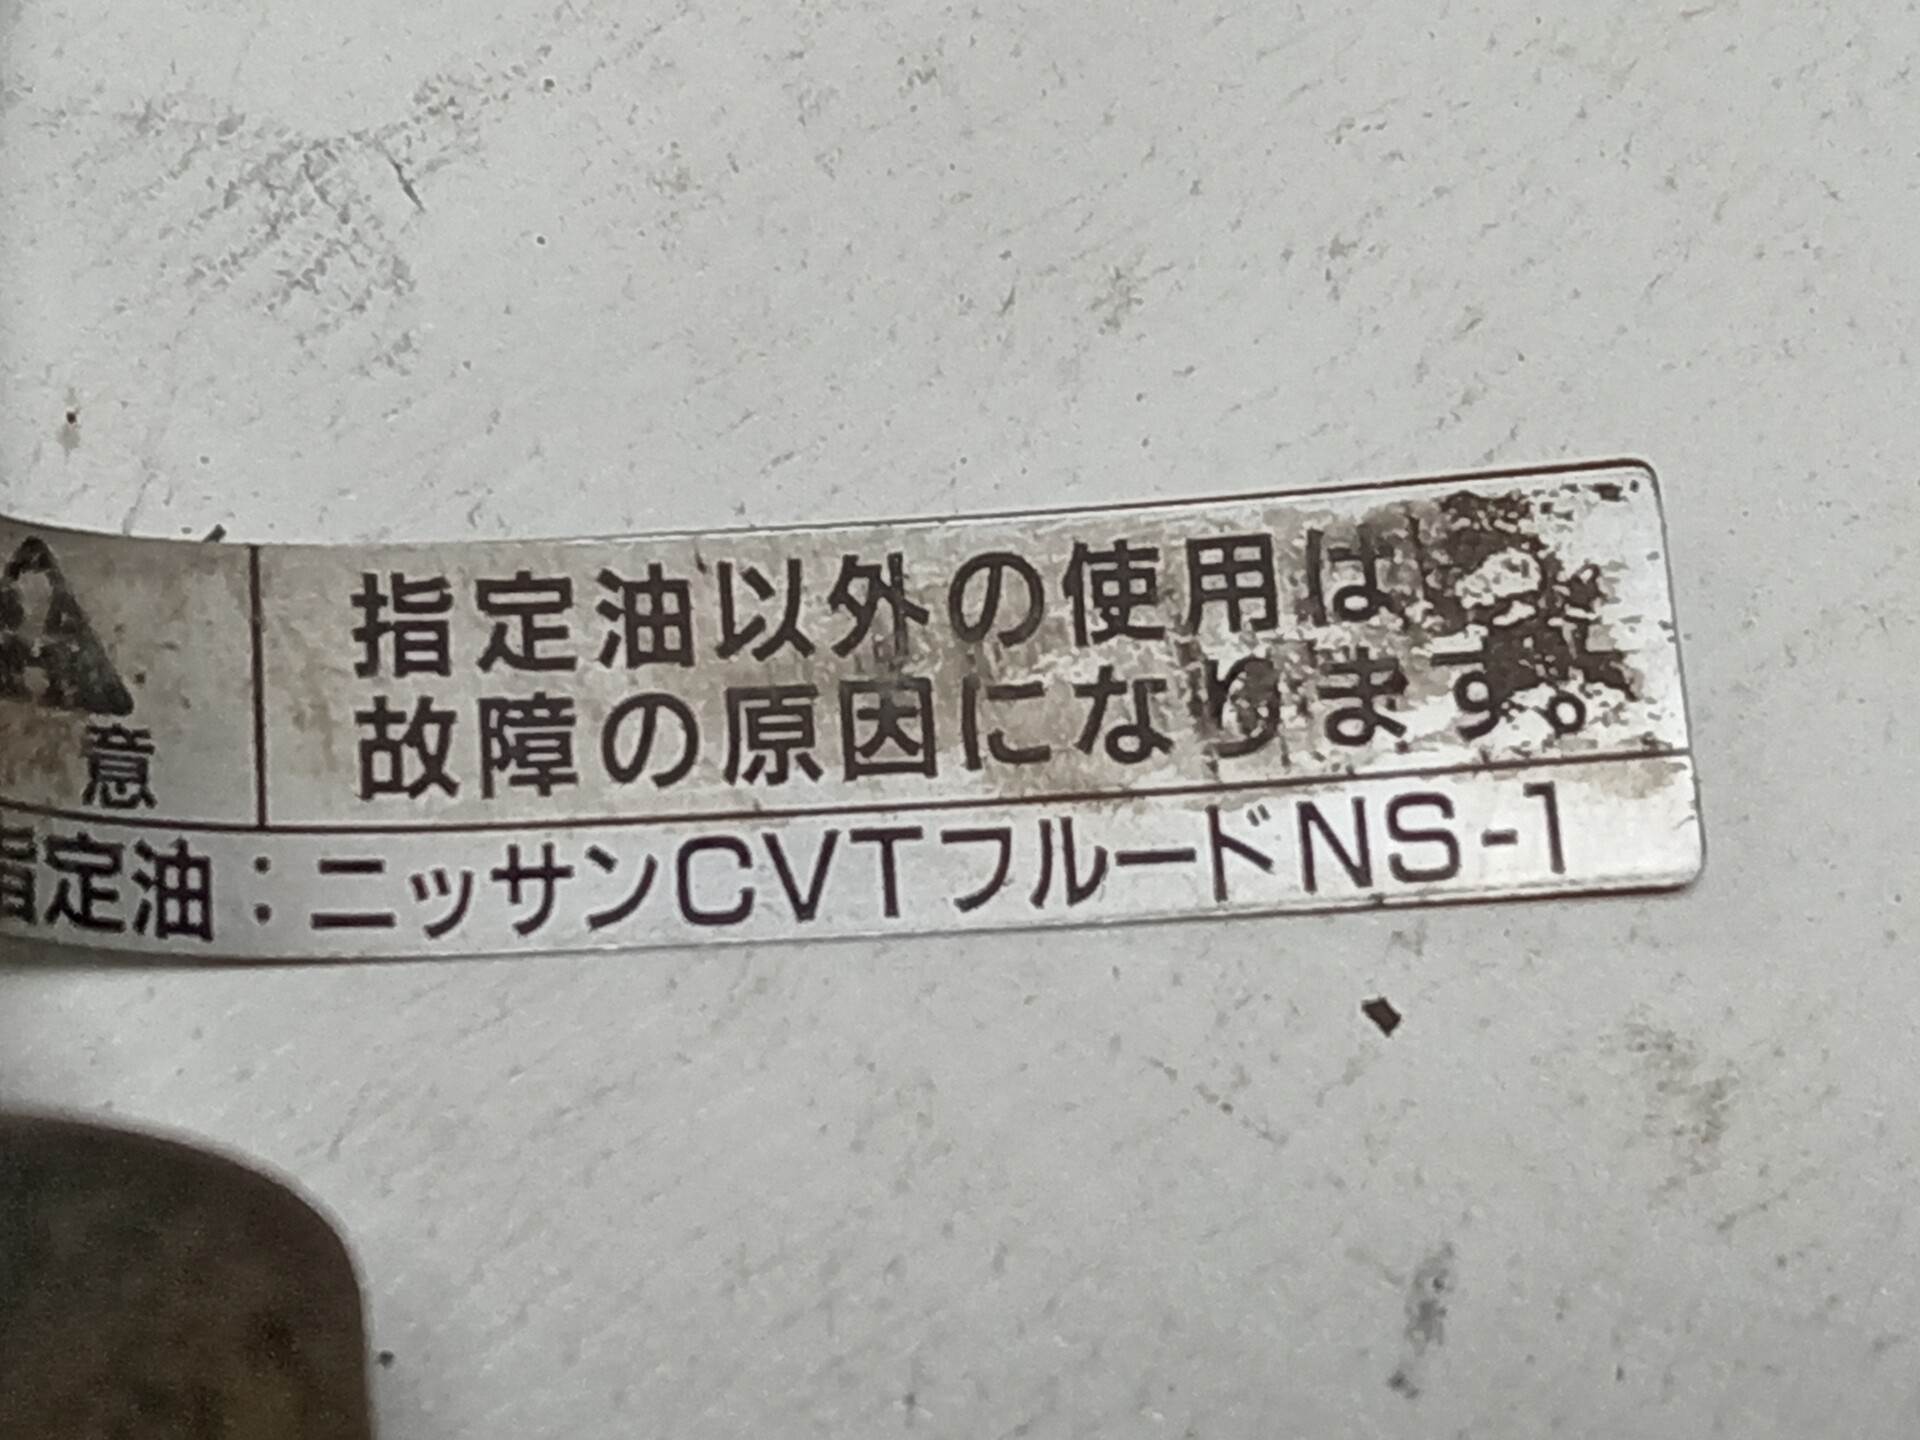 指定油以外の使用は
故障の原因になります。
意
指定油：ニッサンCVTフルードNS-1